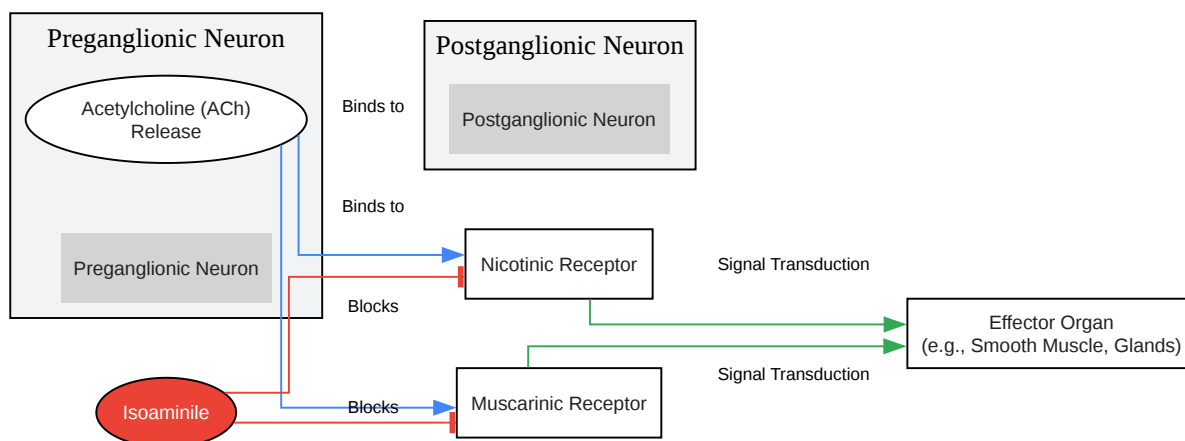 Preganglionic Neuron
Acetylcholine (ACh)
Release
Preganglionic Neuron
Binds to
Postganglionic Neuron
Postganglionic Neuron
Binds to
Nicotinic Receptor
Signal Transduction
Blocks
Effector Organ
(e.g., Smooth Muscle, Glands)
Signal Transduction
Isoaminile
Blocks
Muscarinic Receptor